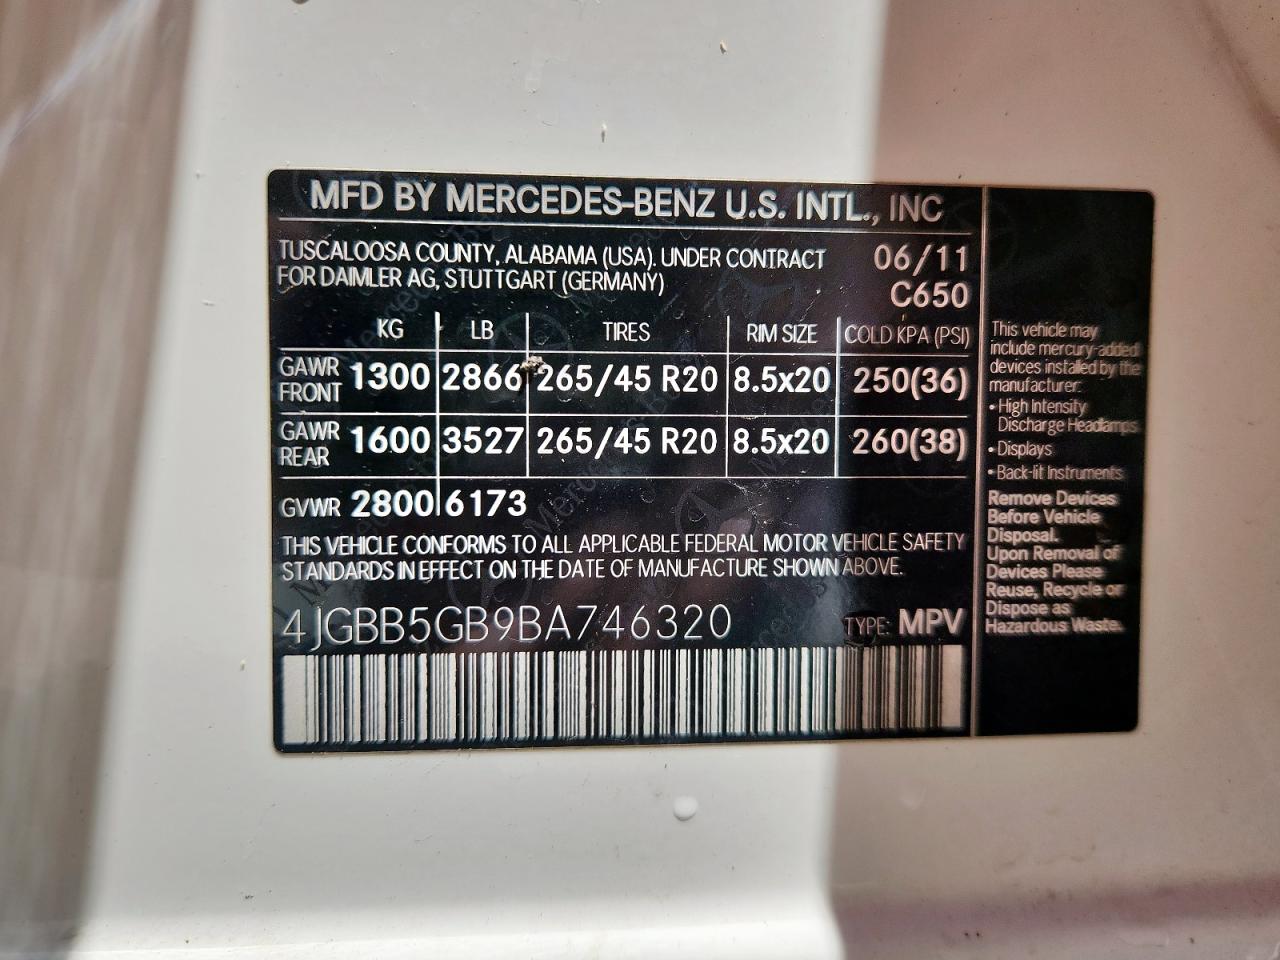 MFD BY MERCEDES-BENZ U.S. INTL., INC
TUSCALOOSA COUNTY, ALABAMA (USA). UNDER CONTRACT 06/11
FOR DAIMLER AG, STUTTGART (GERMANY) C650
KG LB TIRES RIM SIZE COLD KPA (PSI)
GAWR FRONT 1300 2866 265/45 R20 8.5x20 250(36)
GAWR REAR 1600 3527 265/45 R20 8.5x20 260(38)
GVWR 2800 6173
THIS VEHICLE CONFORMS TO ALL APPLICABLE FEDERAL MOTOR VEHICLE SAFETY
STANDARDS IN EFFECT ON THE DATE OF MANUFACTURE SHOWN ABOVE.
4JGBB5GB9BA746320 TYPE: MPV
This vehicle may
include mercury-added
devices installed by the
manufacturer:
• High Intensity
Discharge Headlamps
• Displays
• Back-lit Instruments
Remove Devices
Before Vehicle
Disposal.
Upon Removal of
Devices Please
Reuse, Recycle or
Dispose as
Hazardous Waste.